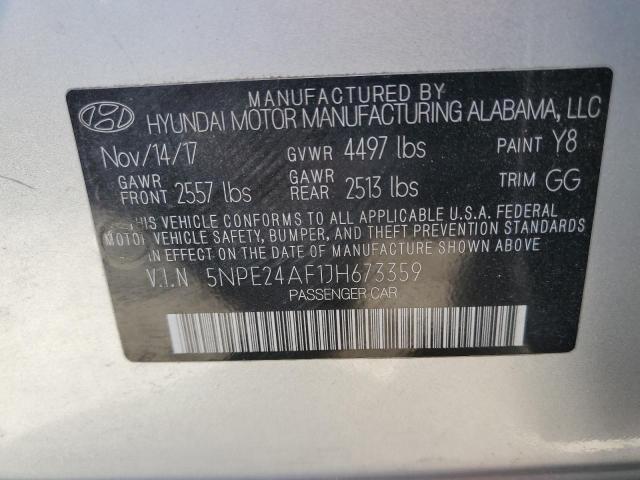 MANUFACTURED BY
HYUNDAI MOTOR MANUFACTURING ALABAMA, LLC
Nov/14/17 GVWR 4497 lbs PAINT Y8
GAWR FRONT 2557 lbs GAWR REAR 2513 lbs TRIM GG
THIS VEHICLE CONFORMS TO ALL APPLICABLE U.S.A. FEDERAL
MOTOR VEHICLE SAFETY, BUMPER, AND THEFT PREVENTION STANDARDS
IN EFFECT ON THE DATE OF MANUFACTURE SHOWN ABOVE
V.I.N 5NPE24AF1JH673359
PASSENGER CAR